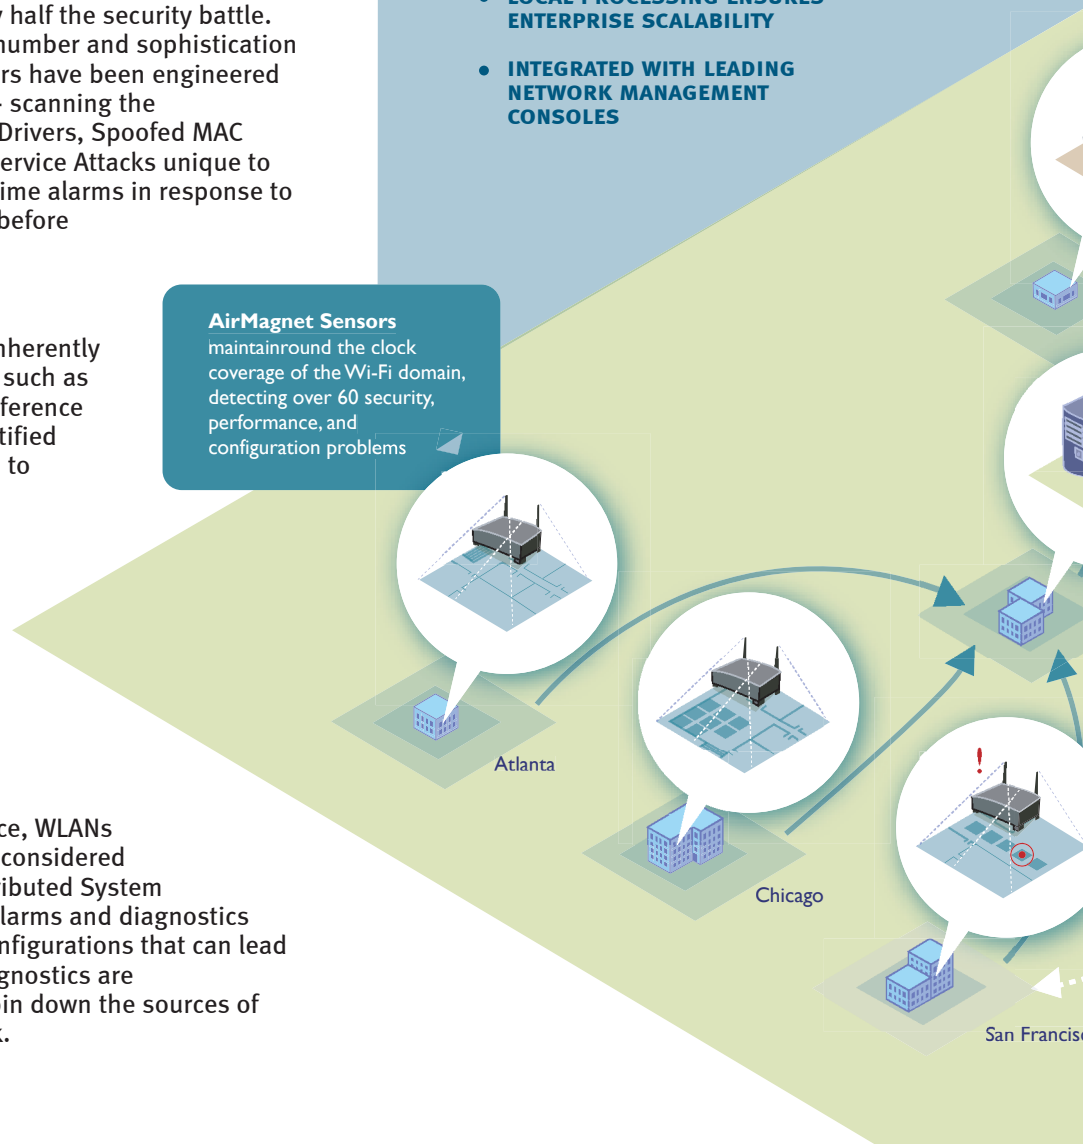 half the security battle.
number and sophistication
rs have been engineered
scanning the
Drivers, Spoofed MAC
ervice Attacks unique to
ime alarms in response to
before
nherently
such as
ference
tified
to
ce, WLANs
considered
ributed System
larms and diagnostics
nfigurations that can lead
gnostics are
in down the sources of
LOCAL PROCESSING ENSURES
ENTERPRISE SCALABILITY
• INTEGRATED WITH LEADING
NETWORK MANAGEMENT
CONSOLES
AirMagnet Sensors
maintainround the clock
coverage of the Wi-Fi domain,
detecting over 60 security,
performance, and
configuration problems
Atlanta
Chicago
!
San Francisc